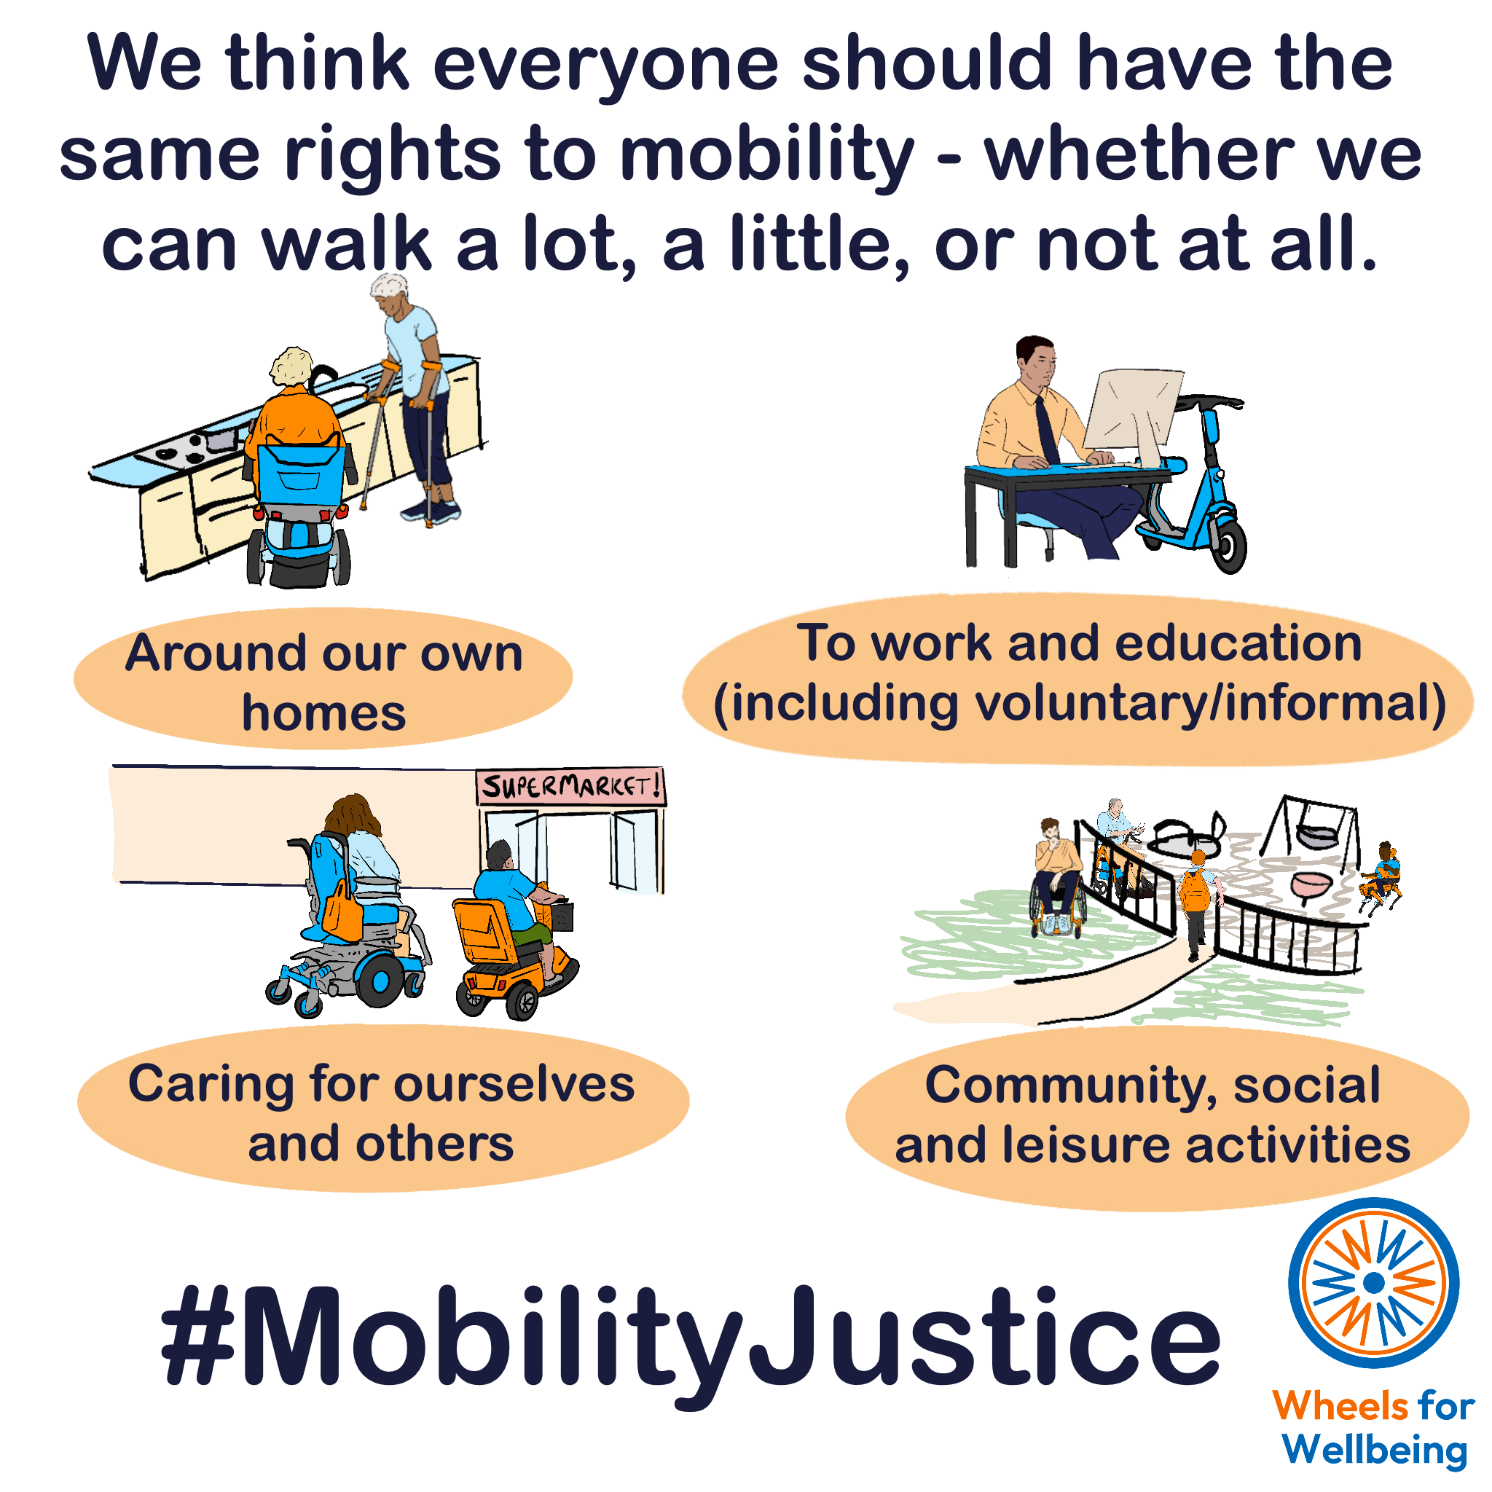 We think everyone should have the
same rights to mobility - whether we
can walk a lot, a little, or not at all.
Around our own
homes
To work and education
(including voluntary/informal)
SUPERMARKET!
Caring for ourselves
and others
Community, social
and leisure activities
#MobilityJustice
Wheels for
Wellbeing